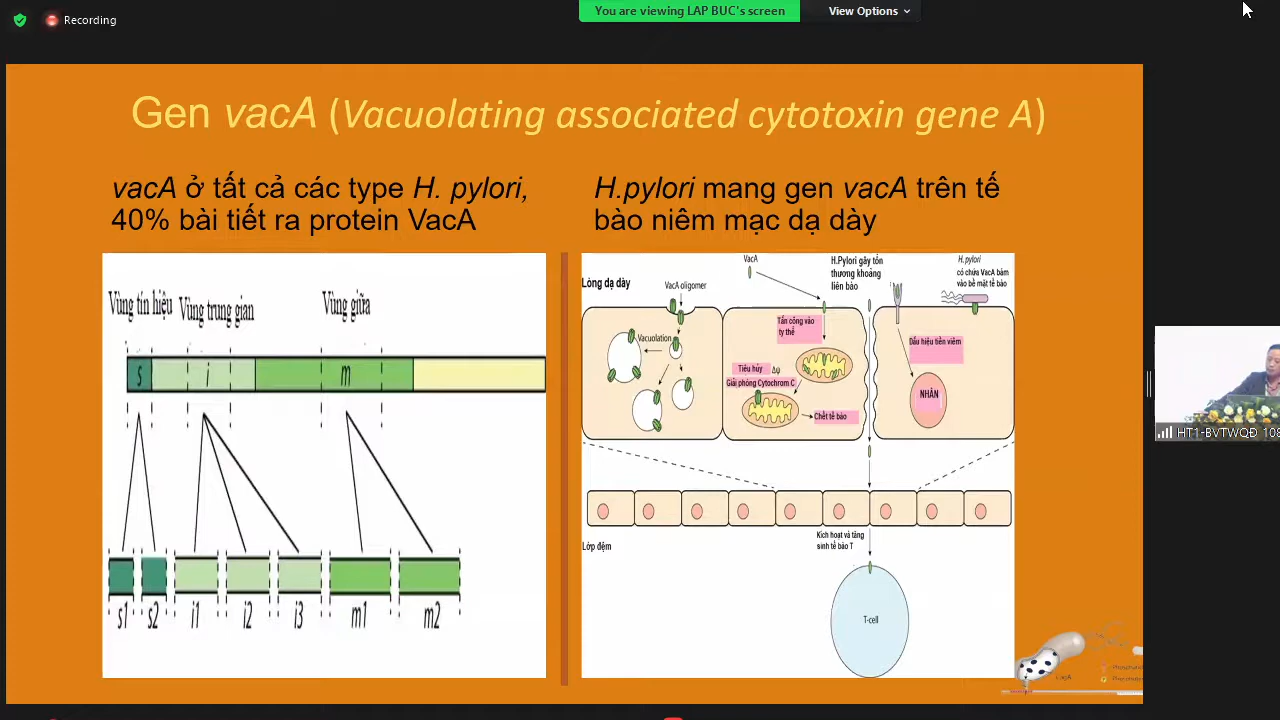 Recording
You are viewing LAP BUC's screen
View Options
Gen vacA (Vacuolating associated cytotoxin gene A)
vacA ở tất cả các type H. pylori,
40% bài tiết ra protein VacA
H.pylori mang gen vacA trên tế
bào niêm mạc dạ dày
Vùng tín hiệu
Vùng trung gian
Vùng giữa
s
i
m
s1
s2
i1
i2
i3
m1
m2
Lòng dạ dày
VacA oligomer
VacA
H.Pylori gây tổn
thương khoảng
liên bào
H.pylori
có chứa VacA bám
vào bề mặt tế bào
Vacuolation
Tấn công vào
ty thể
Tiêu hủy
Δψ
Giải phóng Cytochrom C
Chết tế bào
Dấu hiệu tiền viêm
NHÂN
Lớp đệm
Kích hoạt và tăng
sinh tế bào T
T-cell
CagA
HT1-BVTWQĐ 108